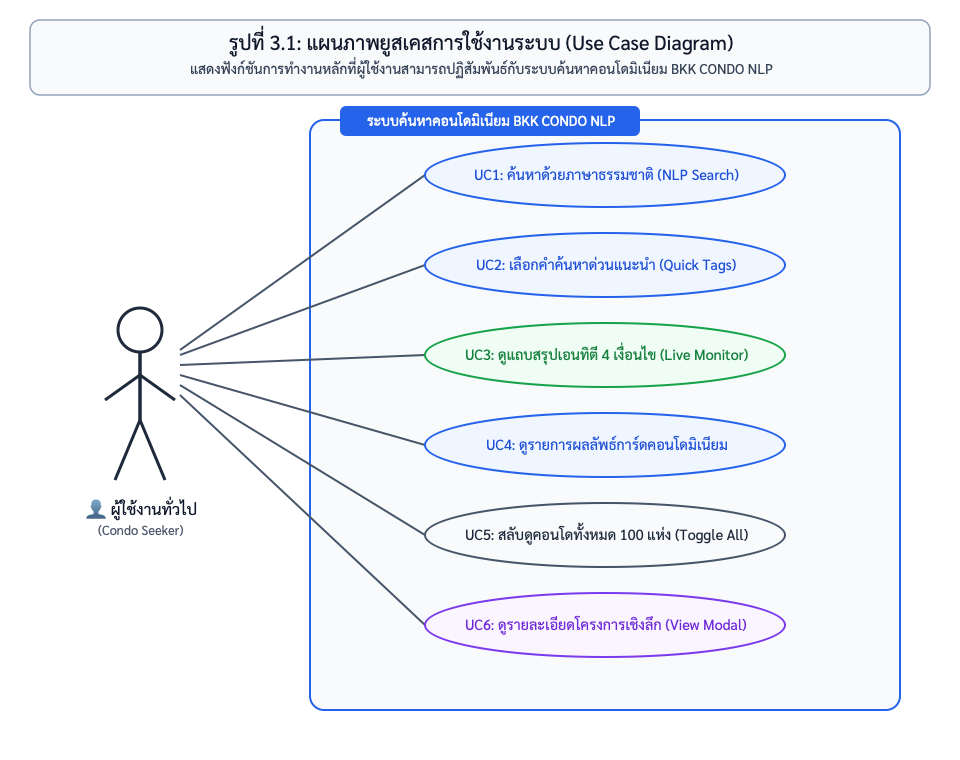 รูปที่ 3.1: แผนภาพยูสเคสการใช้งานระบบ (Use Case Diagram)
แสดงฟังก์ชันการทำงานหลักที่ผู้ใช้งานสามารถปฏิสัมพันธ์กับระบบค้นหาคอนโดมิเนียม BKK CONDO NLP
ระบบค้นหาคอนโดมิเนียม BKK CONDO NLP
UC1: ค้นหาด้วยภาษาธรรมชาติ (NLP Search)
UC2: เลือกคำค้นหาด่วนแนะนำ (Quick Tags)
UC3: ดูแถบสรุปเอนทิตี 4 เงื่อนไข (Live Monitor)
UC4: ดูรายการผลลัพธ์การ์ดคอนโดมิเนียม
UC5: สลับดูคอนโดทั้งหมด 100 แห่ง (Toggle All)
UC6: ดูรายละเอียดโครงการเชิงลึก (View Modal)
👤 ผู้ใช้งานทั่วไป
(Condo Seeker)